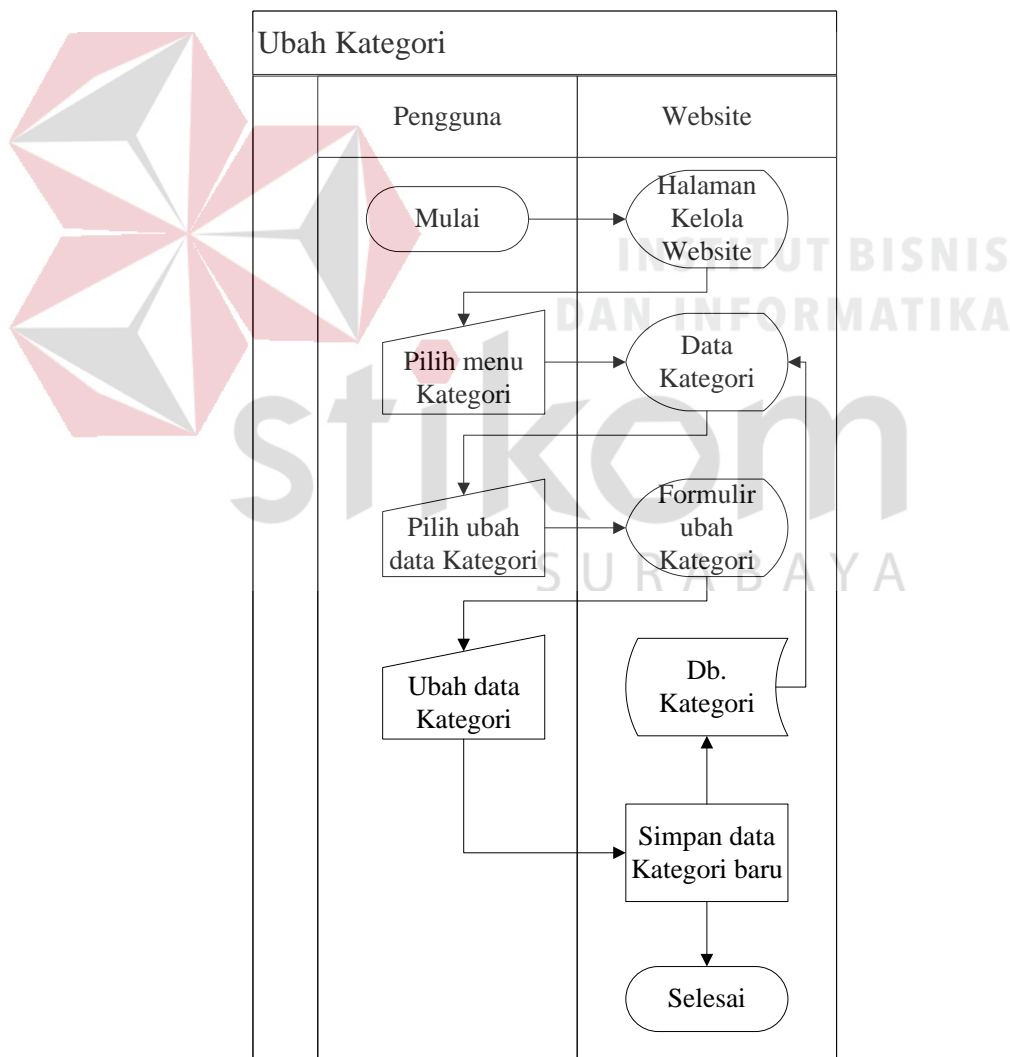 Ubah Kategori
Pengguna
Website
Mulai
Halaman
Kelola
Website
INSTITUT BISNIS
DAN INFORMATIKA
Pilih menu
Kategori
Data
Kategori
stikom
Pilih ubah
data Kategori
Formulir
ubah
Kategori
SURABAYA
Ubah data
Kategori
Db.
Kategori
Simpan data
Kategori baru
Selesai